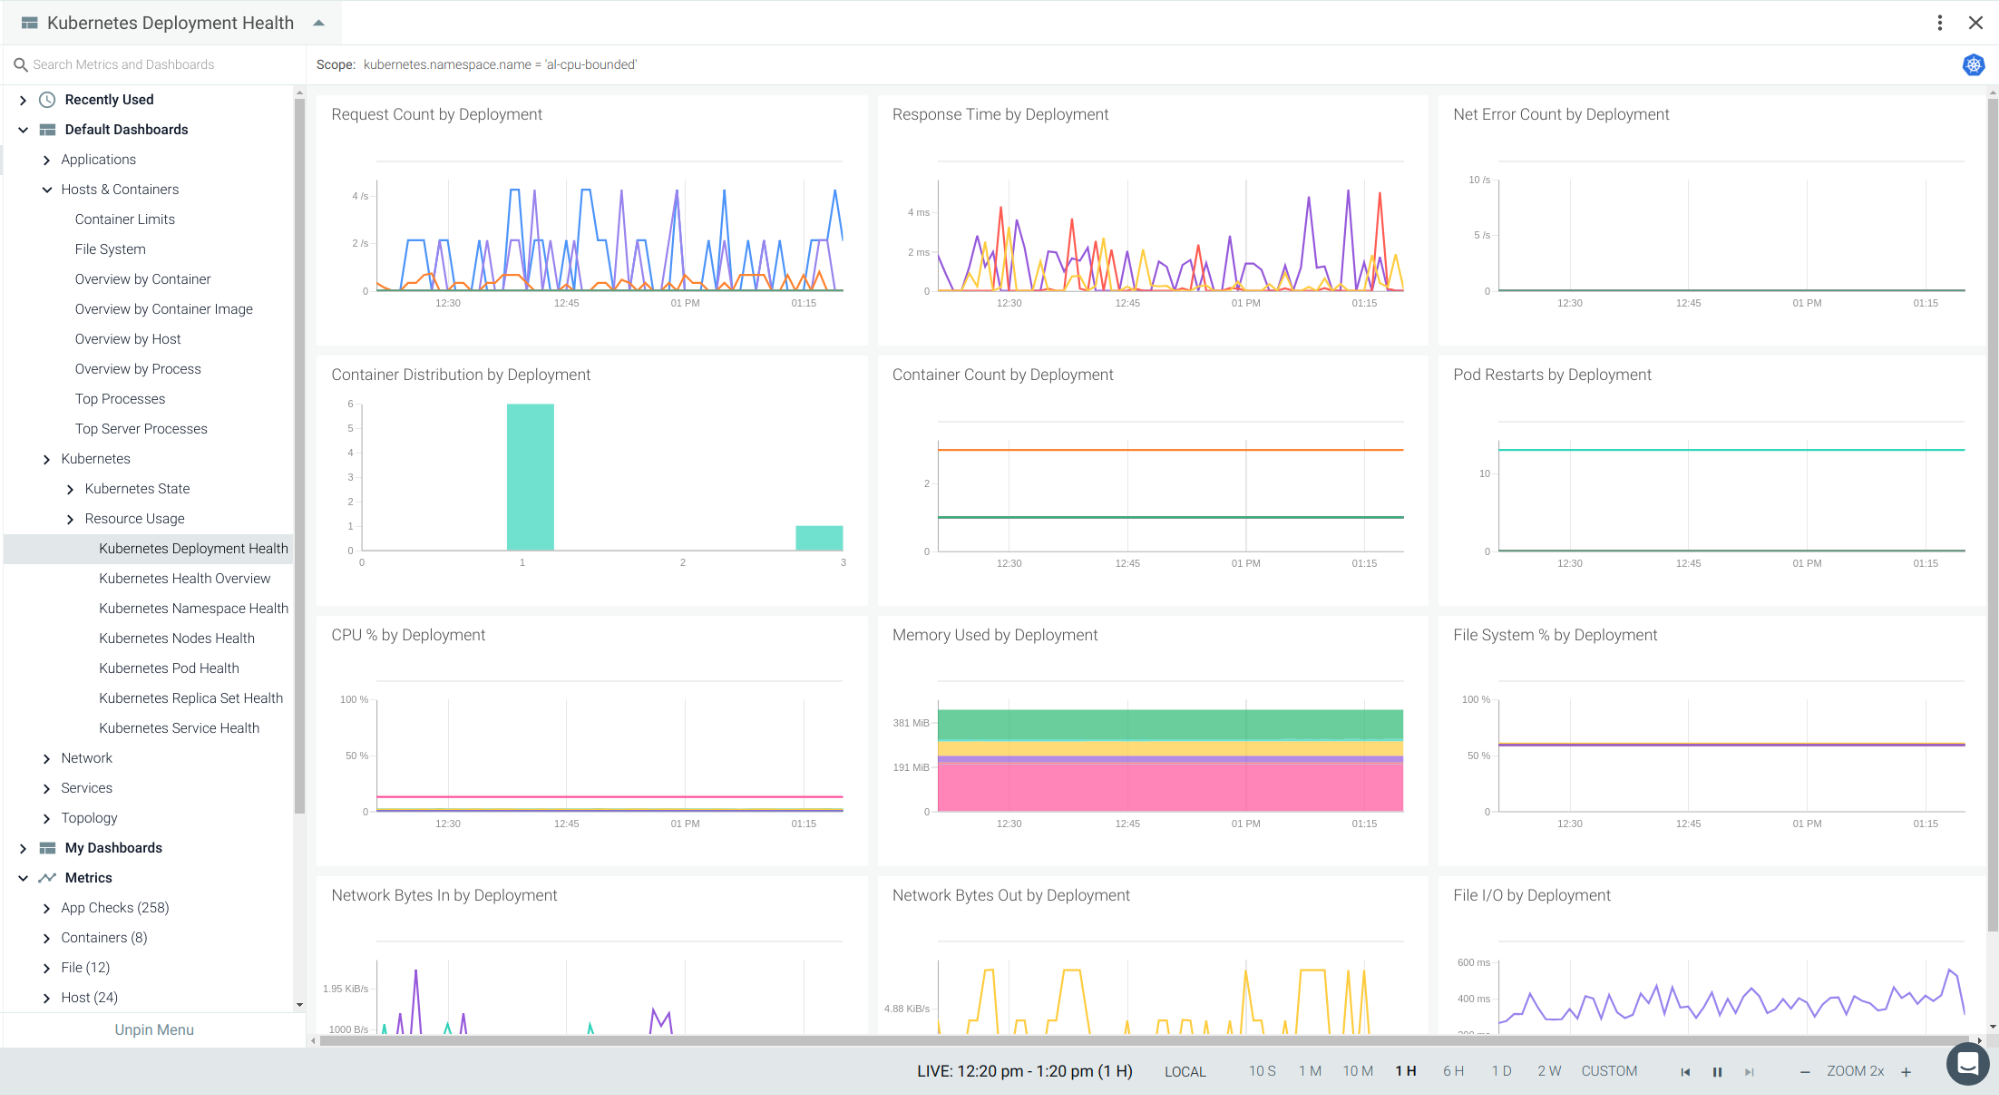 Kubernetes Deployment Health
Search Metrics and Dashboards
Scope: kubernetes.namespace.name = 'al-cpu-bounded'
Recently Used
Default Dashboards
Applications
Hosts & Containers
Container Limits
File System
Overview by Container
Overview by Container Image
Overview by Host
Overview by Process
Top Processes
Top Server Processes
Kubernetes
Kubernetes State
Resource Usage
Kubernetes Deployment Health
Kubernetes Health Overview
Kubernetes Namespace Health
Kubernetes Nodes Health
Kubernetes Pod Health
Kubernetes Replica Set Health
Kubernetes Service Health
Network
Services
Topology
My Dashboards
Metrics
App Checks (258)
Containers (8)
File (12)
Host (24)
Unpin Menu
Request Count by Deployment
4 /s
2 /s
0
12:30 12:45 01 PM 01:15
Response Time by Deployment
4 ms
2 ms
0
12:30 12:45 01 PM 01:15
Net Error Count by Deployment
10 /s
5 /s
0
12:30 12:45 01 PM 01:15
Container Distribution by Deployment
6
5
4
3
2
1
0
0 1 2 3
Container Count by Deployment
2
0
12:30 12:45 01 PM 01:15
Pod Restarts by Deployment
10
0
12:30 12:45 01 PM 01:15
CPU % by Deployment
100 %
50 %
0
12:30 12:45 01 PM 01:15
Memory Used by Deployment
381 MiB
191 MiB
0
12:30 12:45 01 PM 01:15
File System % by Deployment
100 %
50 %
0
12:30 12:45 01 PM 01:15
Network Bytes In by Deployment
1.95 KiB/s
1000 B/s
Network Bytes Out by Deployment
4.88 KiB/s
File I/O by Deployment
600 ms
400 ms
200 ms
LIVE: 12:20 pm - 1:20 pm (1 H) LOCAL 10 S 1 M 10 M 1 H 6 H 1 D 2 W CUSTOM ZOOM 2x